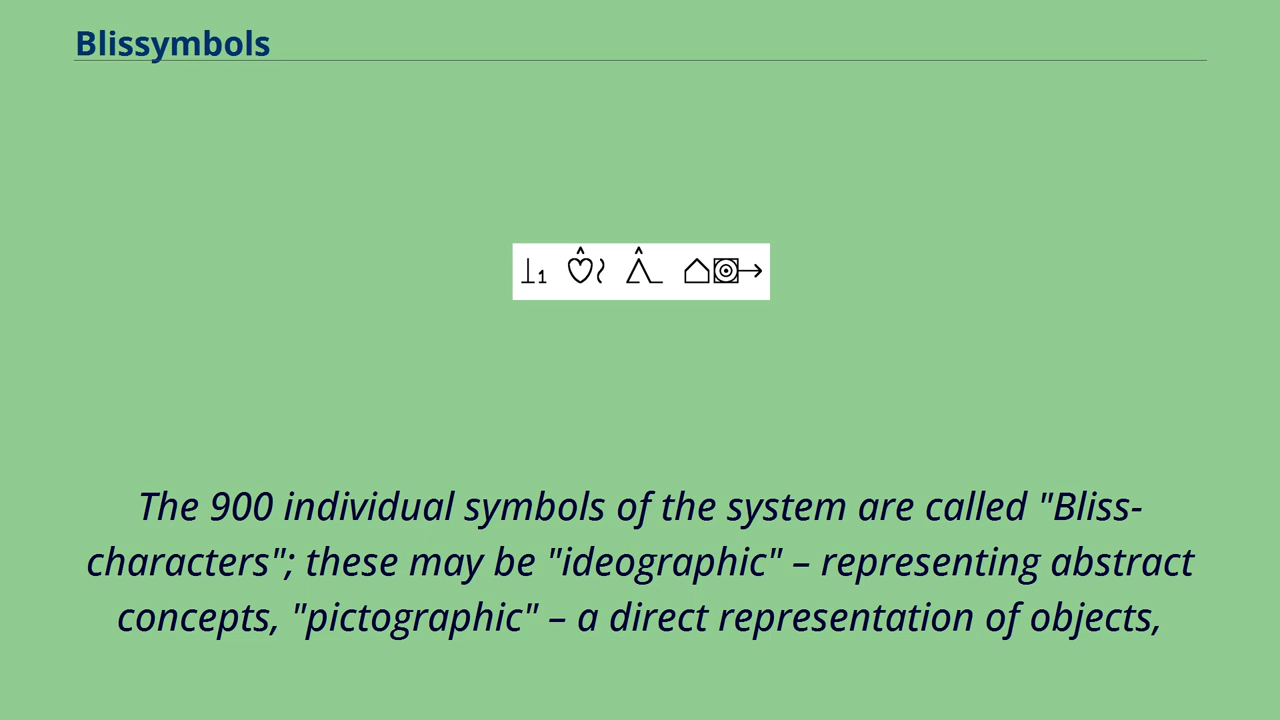 Blissymbols
The 900 individual symbols of the system are called "Bliss-
characters"; these may be "ideographic" – representing abstract
concepts, "pictographic" – a direct representation of objects,